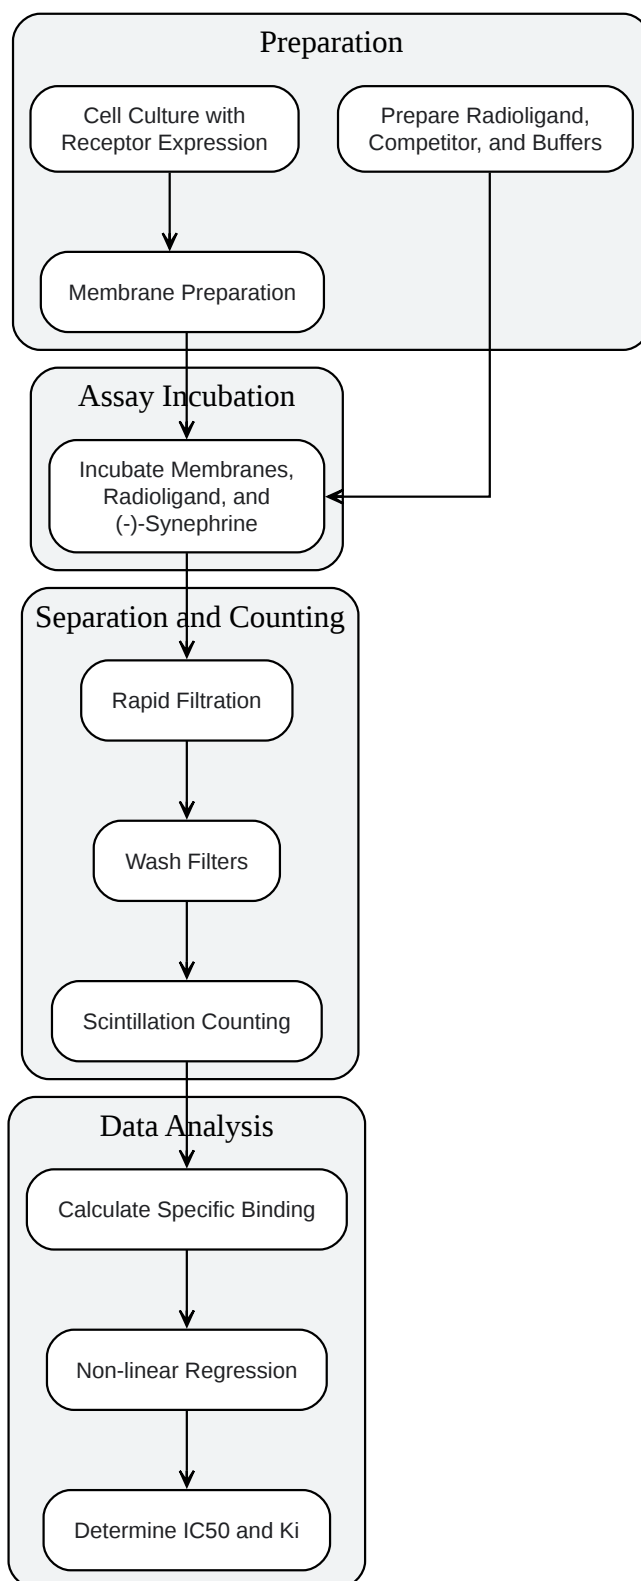 Preparation
Cell Culture with
Receptor Expression
Prepare Radioligand,
Competitor, and Buffers
Membrane Preparation
Assay Incubation
Incubate Membranes,
Radioligand, and
(-)-Synephrine
Separation and Counting
Rapid Filtration
Wash Filters
Scintillation Counting
Data Analysis
Calculate Specific Binding
Non-linear Regression
Determine IC50 and Ki